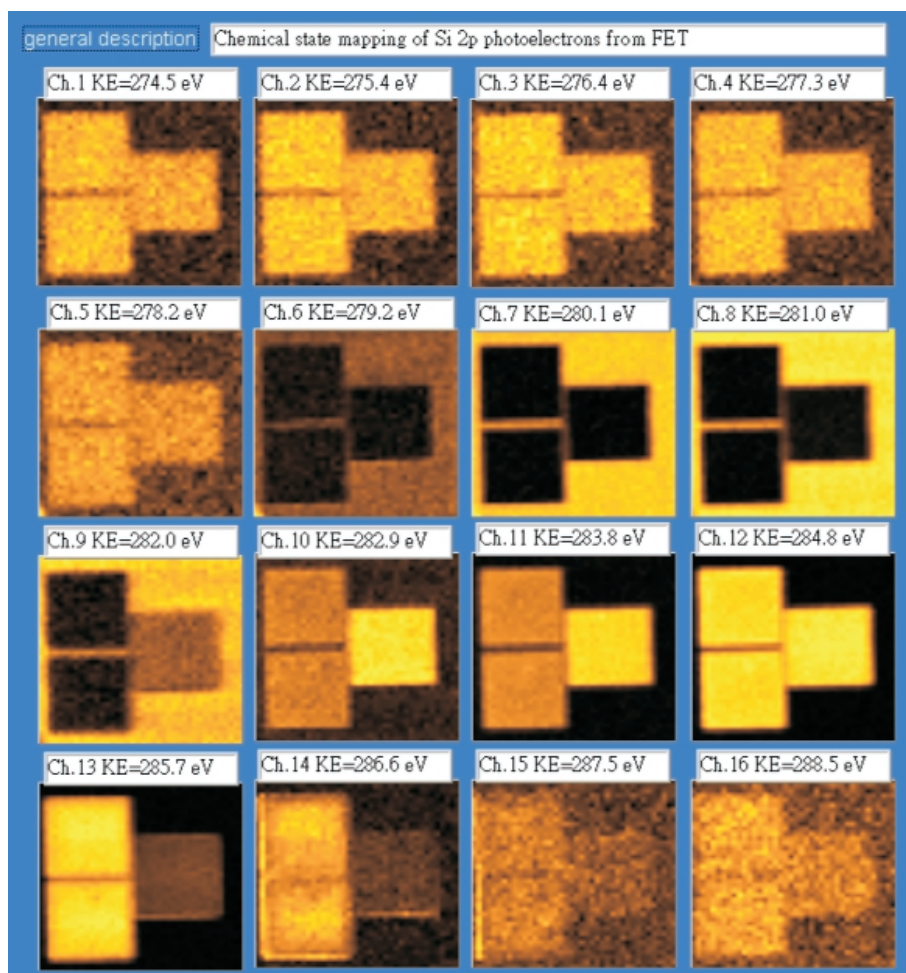 general description Chemical state mapping of Si 2p photoelectrons from FET
Ch.1 KE=274.5 eV Ch.2 KE=275.4 eV Ch.3 KE=276.4 eV Ch.4 KE=277.3 eV
Ch.5 KE=278.2 eV Ch.6 KE=279.2 eV Ch.7 KE=280.1 eV Ch.8 KE=281.0 eV
Ch.9 KE=282.0 eV Ch.10 KE=282.9 eV Ch.11 KE=283.8 eV Ch.12 KE=284.8 eV
Ch.13 KE=285.7 eV Ch.14 KE=286.6 eV Ch.15 KE=287.5 eV Ch.16 KE=288.5 eV